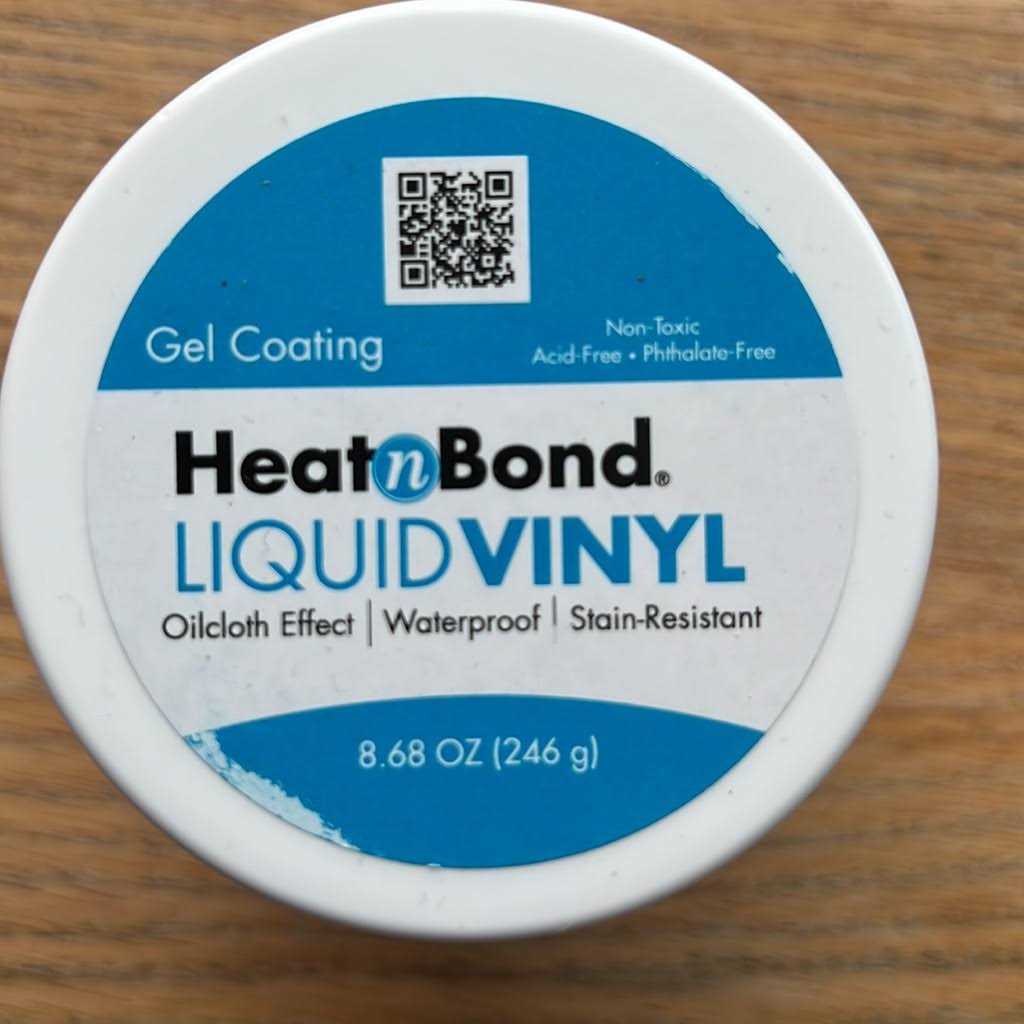 Gel Coating
Non-Toxic
Acid-Free • Phthalate-Free
HeatnBond®
LIQUIDVINYL
Oilcloth Effect | Waterproof | Stain-Resistant
8.68 OZ (246 g)